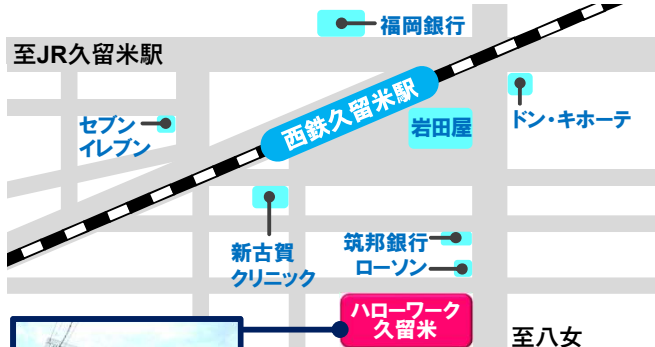 福岡銀行
至JR久留米駅
西鉄久留米駅
岩田屋
ドン・キホーテ
セブン
イレブン
新古賀
クリニック
筑邦銀行
ローソン
ハローワーク
久留米
至八女